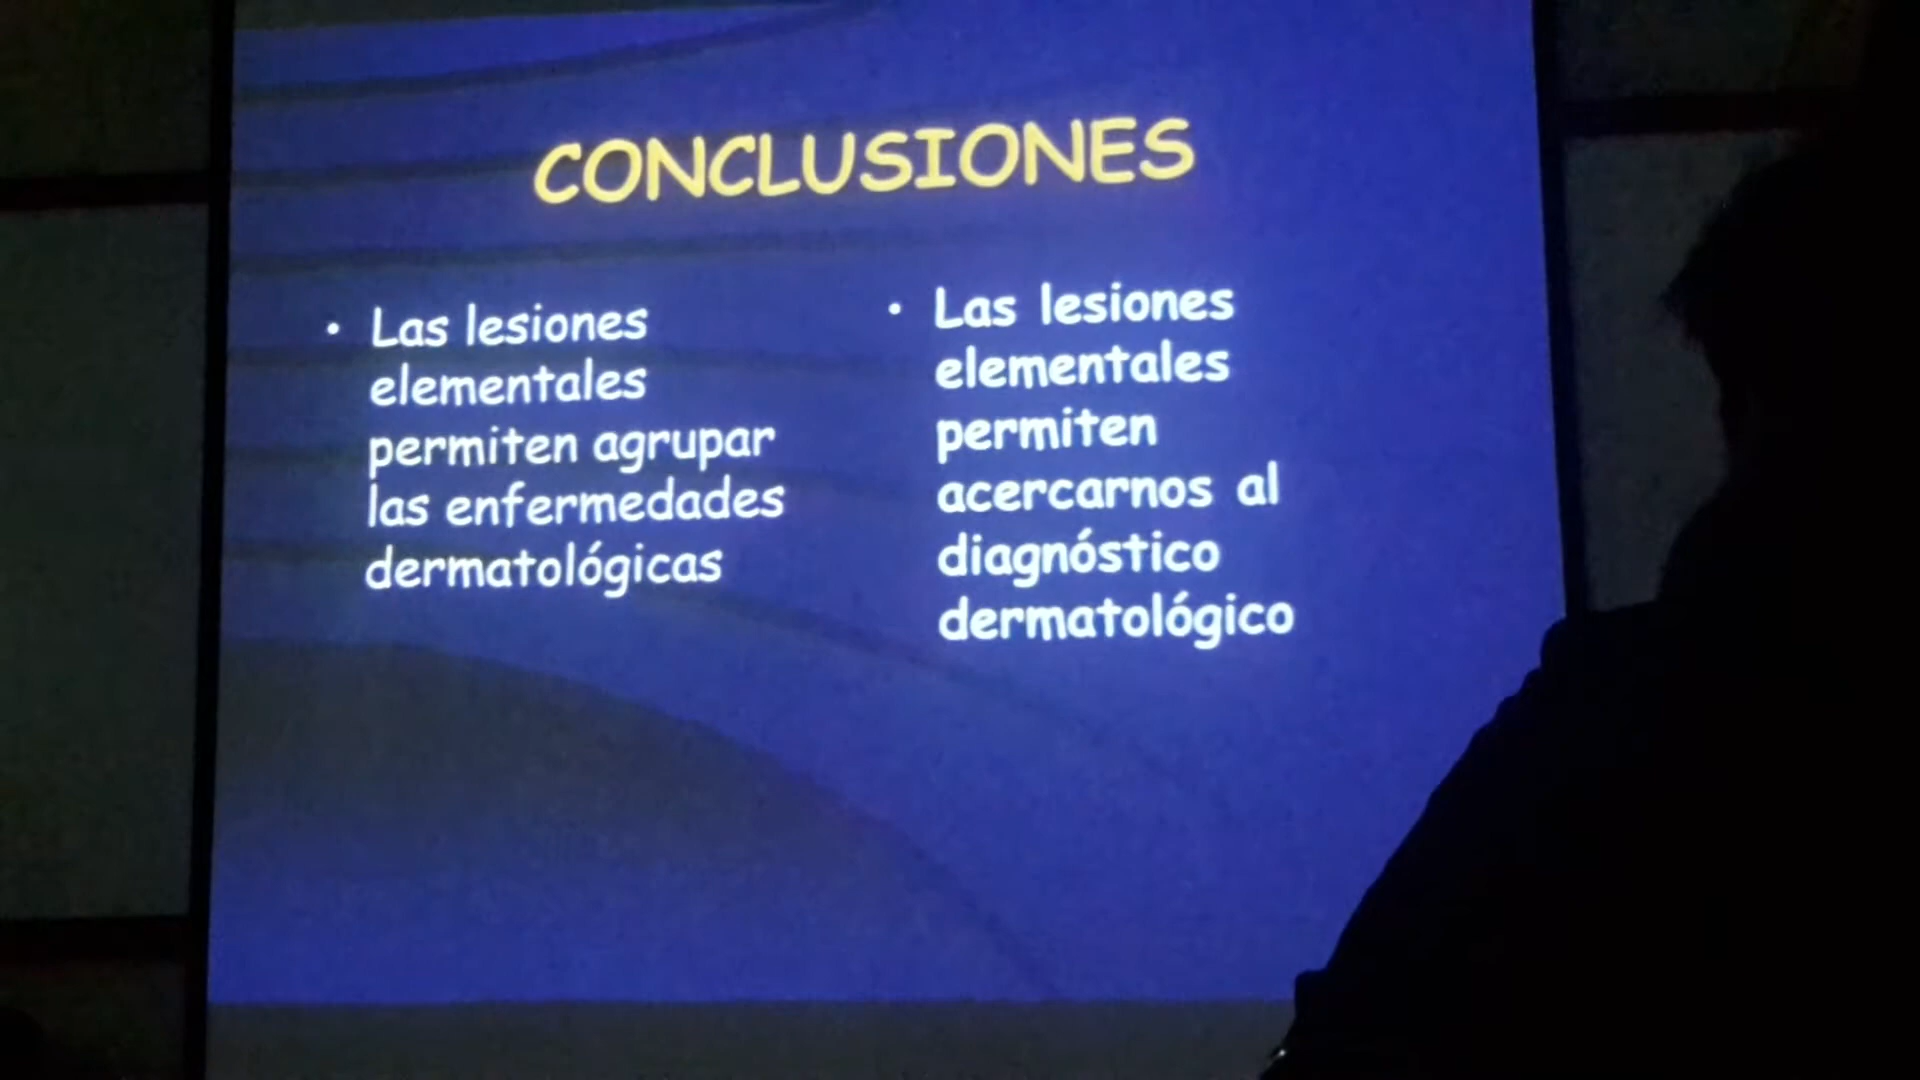 CONCLUSIONES
• Las lesiones
elementales
permiten agrupar
las enfermedades
dermatológicas
• Las lesiones
elementales
permiten
acercarnos al
diagnóstico
dermatológico